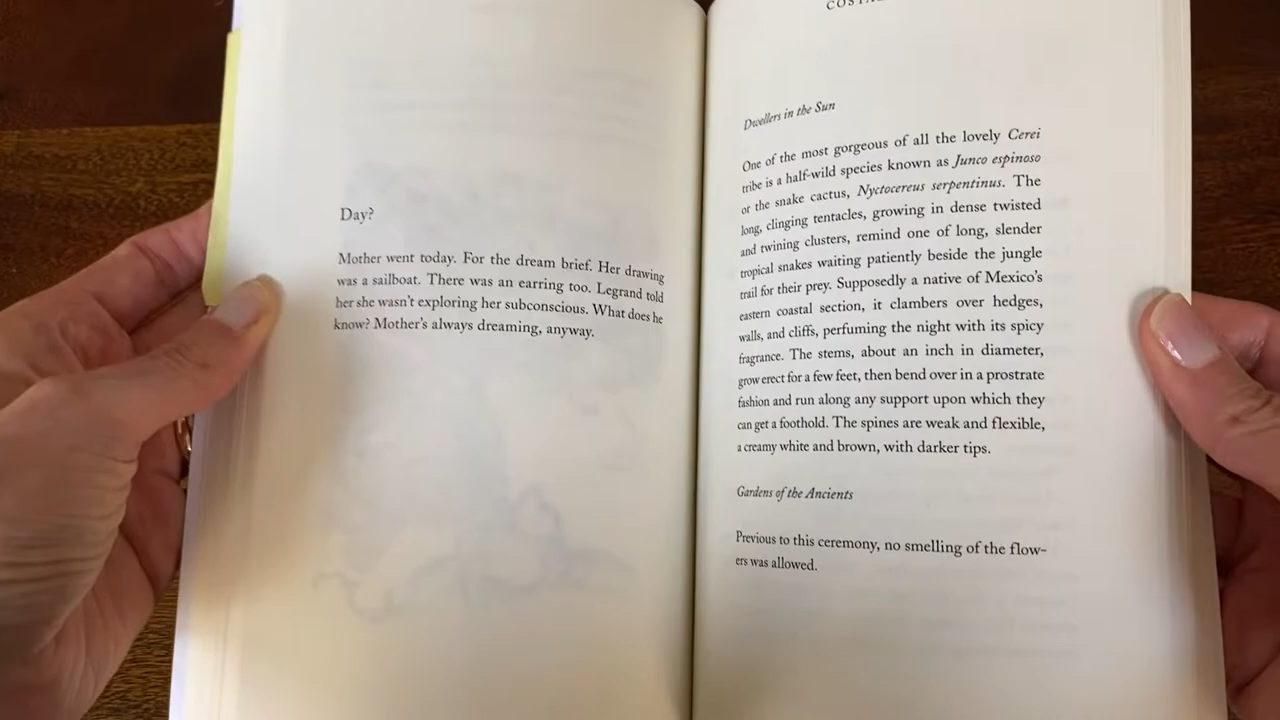 Day?
Mother went today. For the dream brief. Her drawing
was a sailboat. There was an earring too. Legrand told
her she wasn't exploring her subconscious. What does he
know? Mother's always dreaming, anyway.
Dwellers in the Sun
One of the most gorgeous of all the lovely Cerei
tribe is a half-wild species known as Junco espinoso
or the snake cactus, Nyctocereus serpentinus. The
long, clinging tentacles, growing in dense twisted
and twining clusters, remind one of long, slender
tropical snakes waiting patiently beside the jungle
trail for their prey. Supposedly a native of Mexico's
eastern coastal section, it clambers over hedges,
walls, and cliffs, perfuming the night with its spicy
fragrance. The stems, about an inch in diameter,
grow erect for a few feet, then bend over in a prostrate
fashion and run along any support upon which they
can get a foothold. The spines are weak and flexible,
a creamy white and brown, with darker tips.
Gardens of the Ancients
Previous to this ceremony, no smelling of the flow-
ers was allowed.